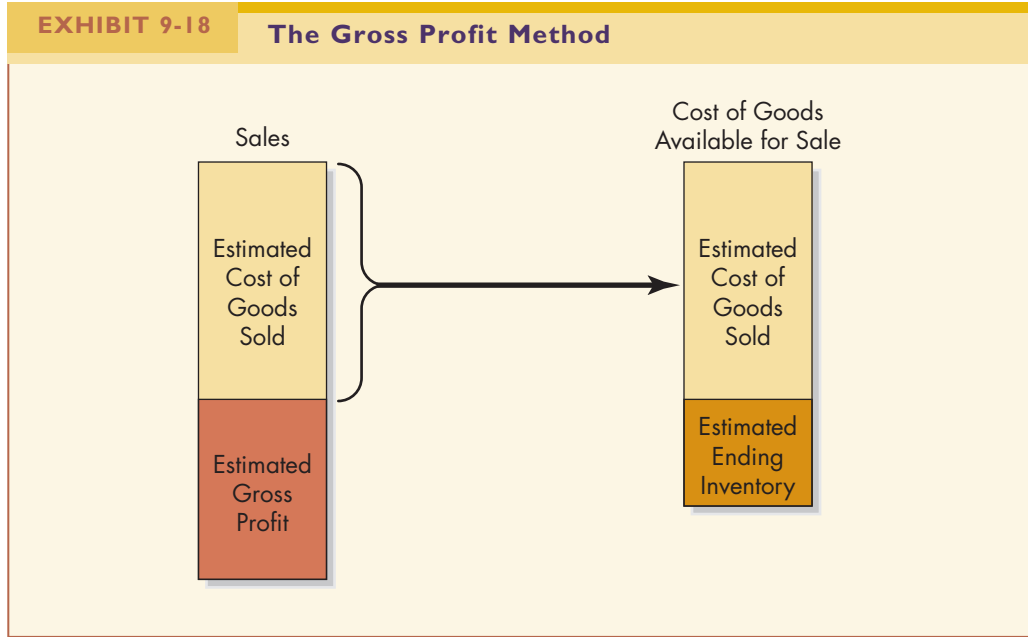 EXHIBIT 9-18
The Gross Profit Method
Sales
Cost of Goods
Available for Sale
Estimated
Cost of
Goods
Sold
Estimated
Gross
Profit
Estimated
Cost of
Goods
Sold
Estimated
Ending
Inventory